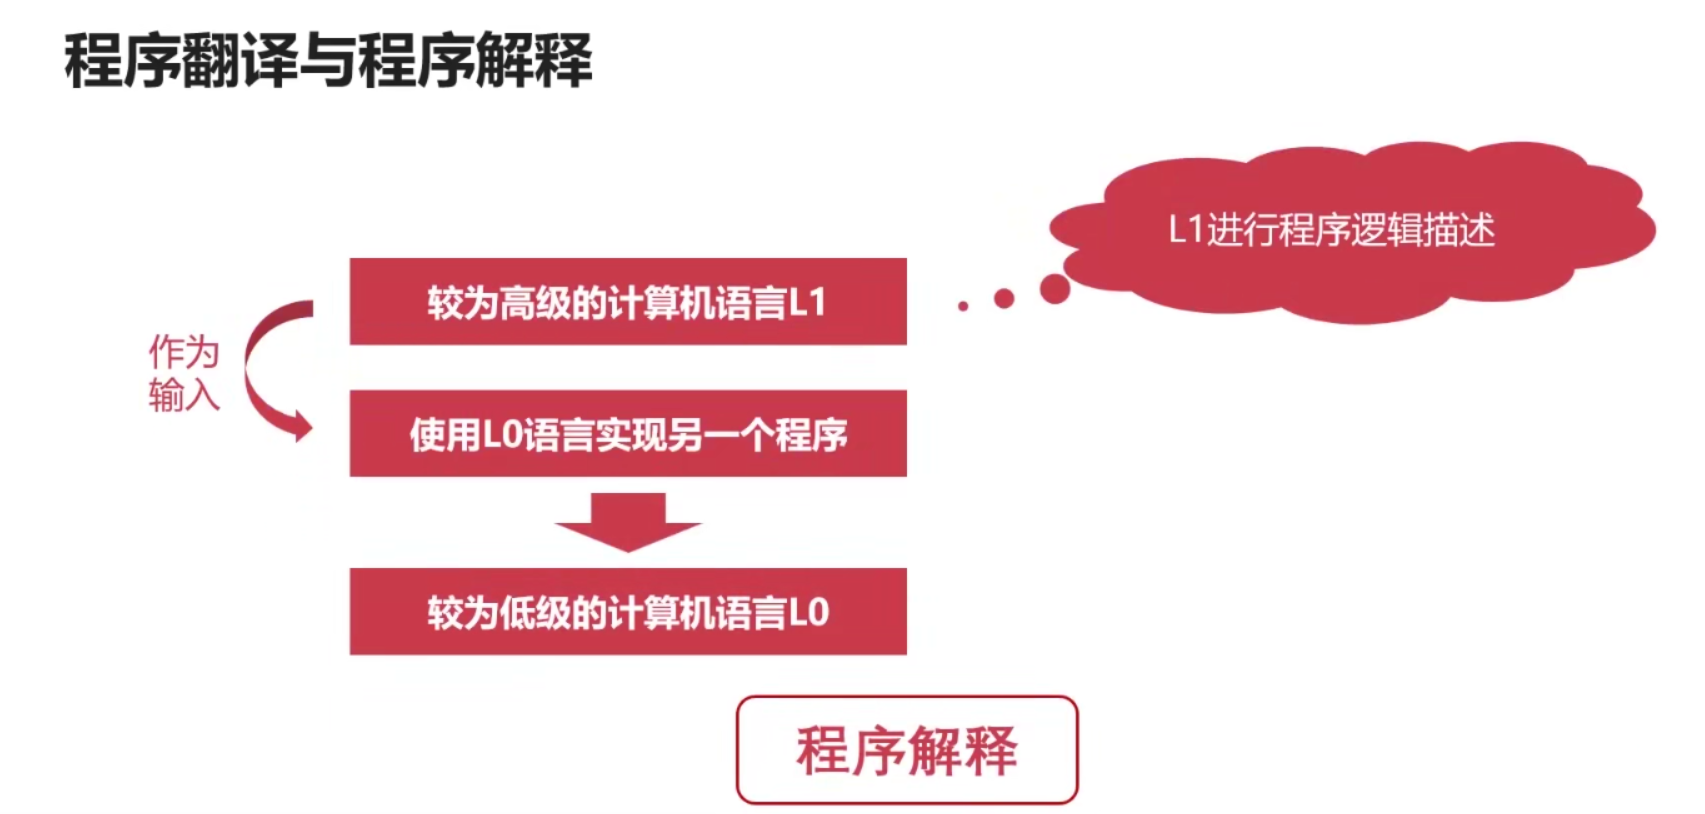 程序翻译与程序解释
L1进行程序逻辑描述
较为高级的计算机语言L1
作为
输入
使用L0语言实现另一个程序
较为低级的计算机语言L0
程序解释